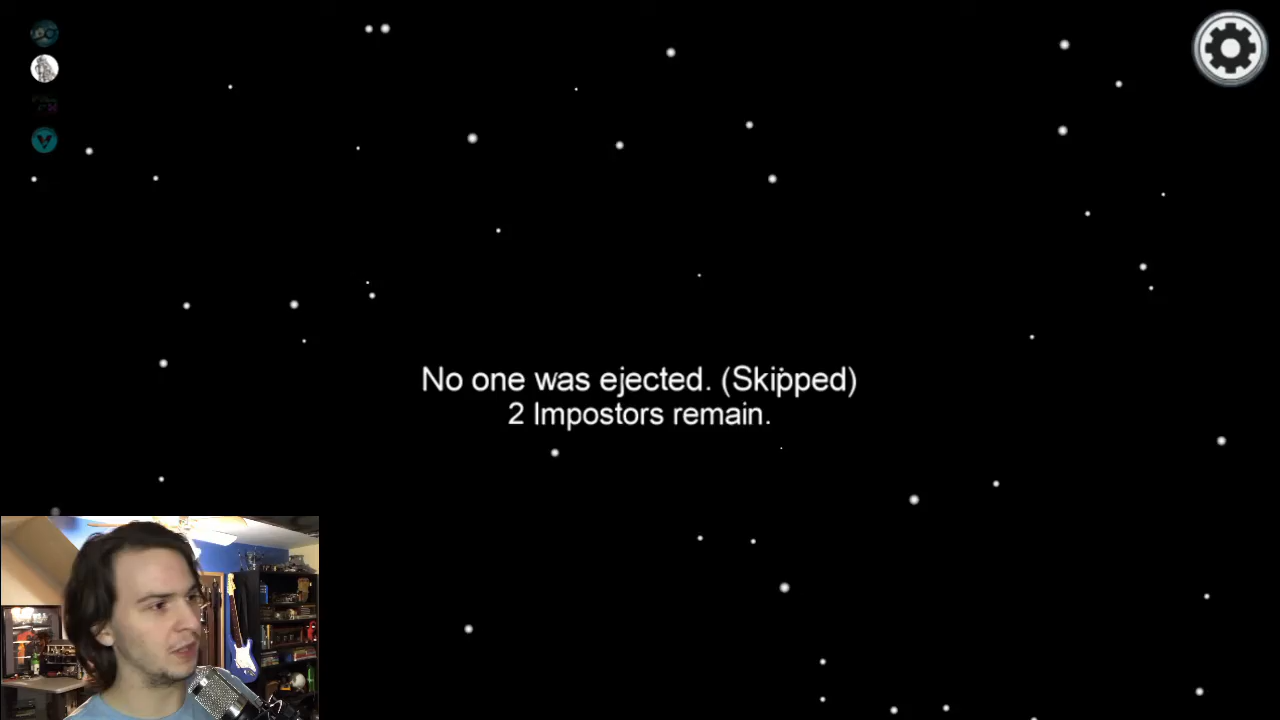 No one was ejected. (Skipped)
2 Impostors remain.